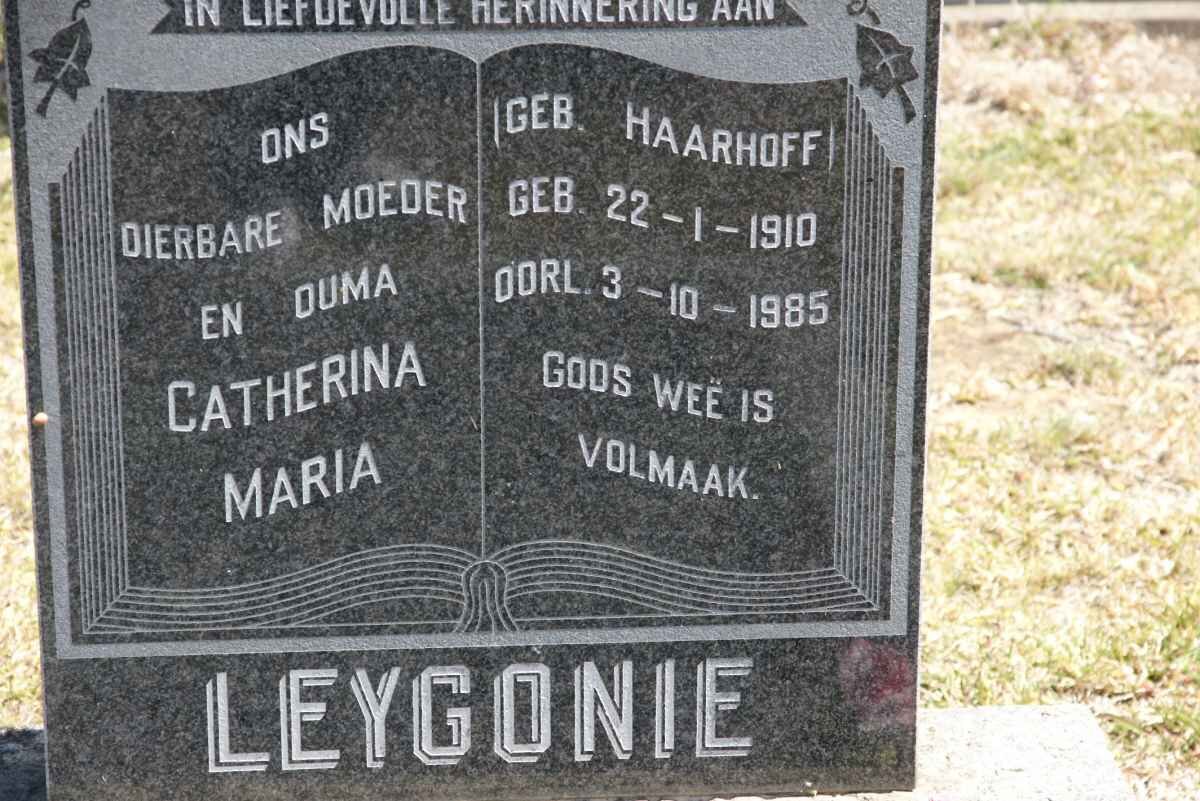 IN LIEFDEVOLLE HERINNERING AAN
ONS
DIERBARE MOEDER
EN OUMA
CATHERINA
MARIA
(GEB. HAARHOFF)
GEB. 22-1-1910
OORL. 3-10-1985
GODS WEË IS
VOLMAAK.
LEYGONIE